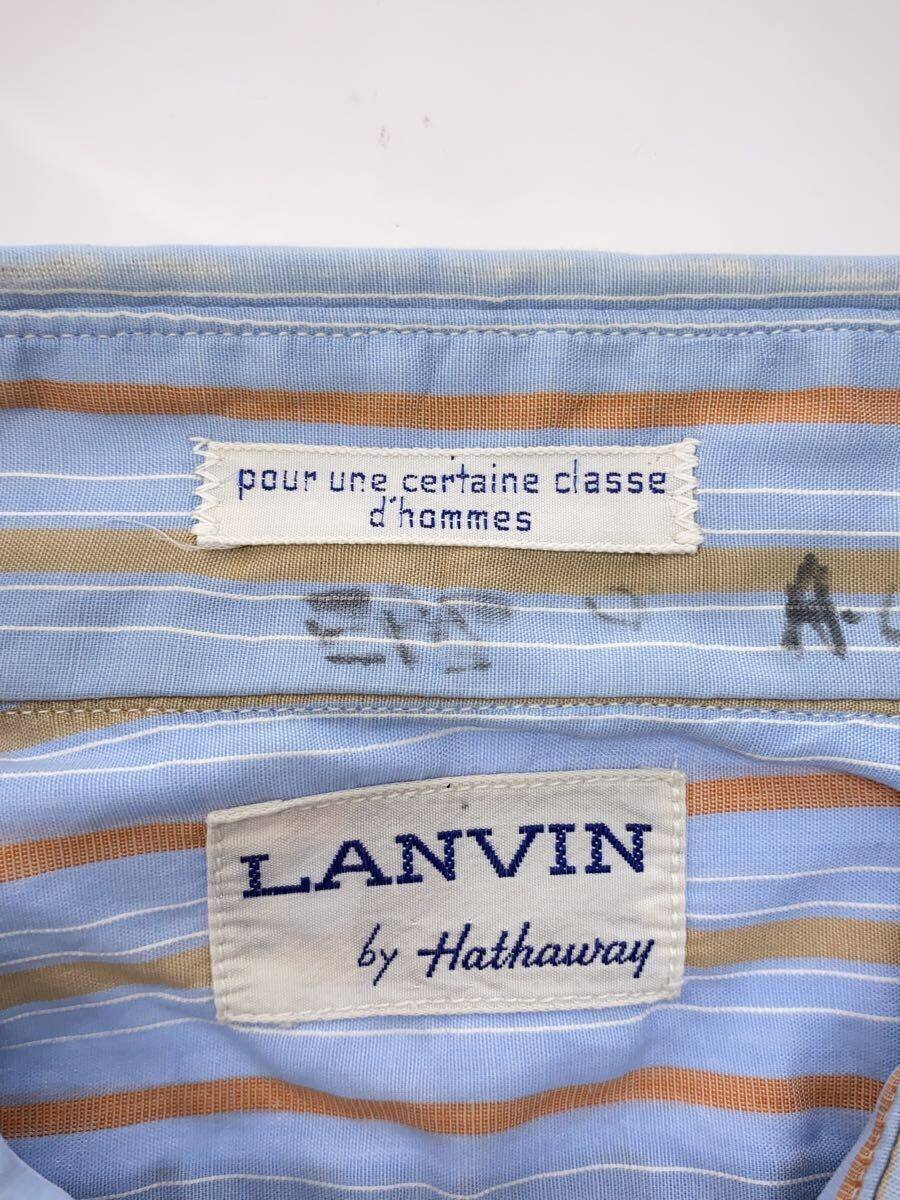 pour une certaine classe
d'hommes
LANVIN
by Hathaway